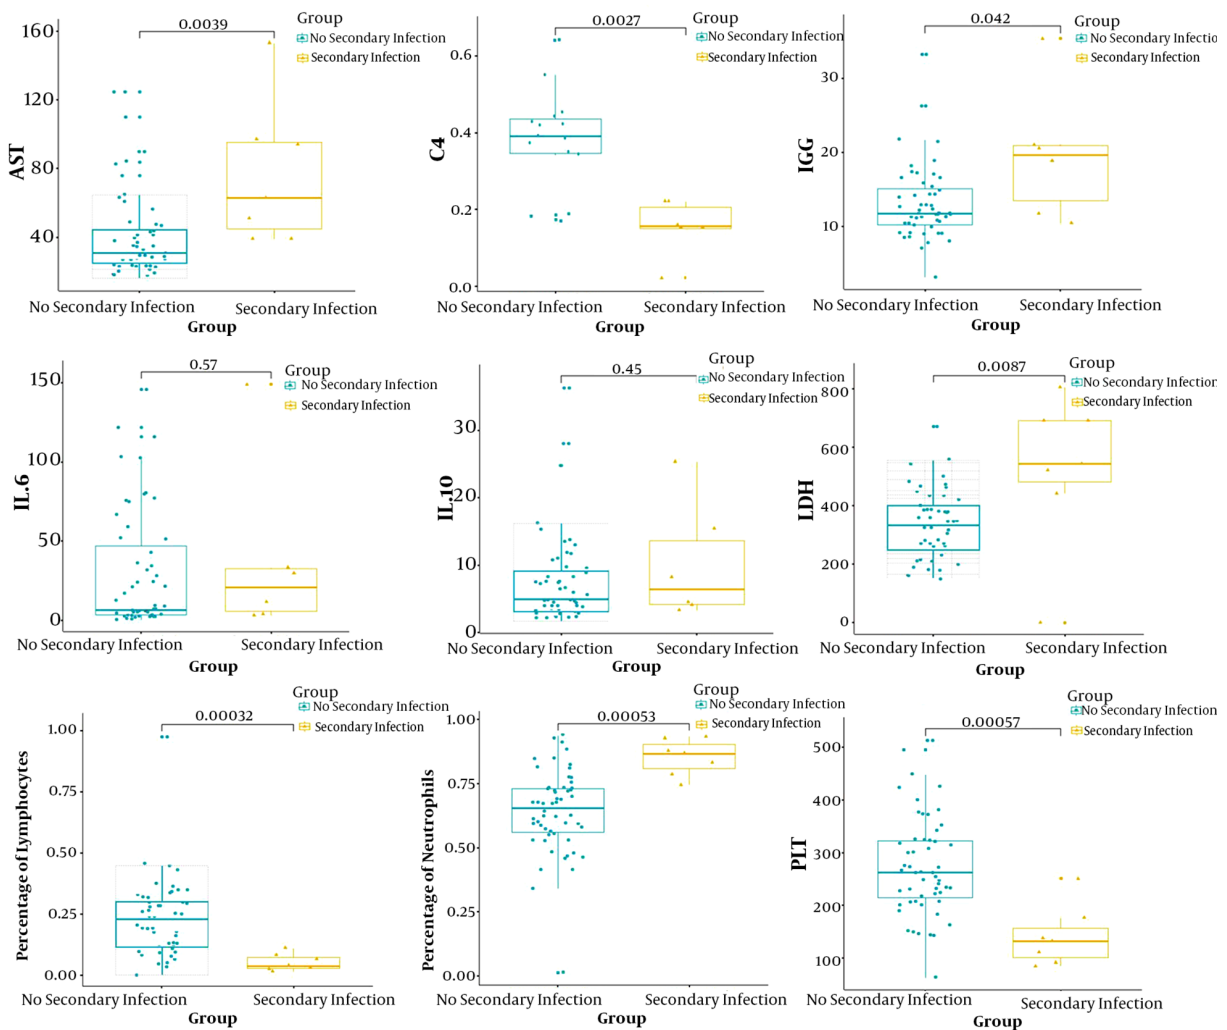 Group
0.0039
No Secondary Infection
Secondary Infection
160
120
80
40
AST
No Secondary Infection
Secondary Infection
Group
Group
0.0027
No Secondary Infection
Secondary Infection
0.6
0.4
0.2
0.0
C4
No Secondary Infection
Secondary Infection
Group
Group
0.042
No Secondary Infection
Secondary Infection
30
20
10
IGG
No Secondary Infection
Secondary Infection
Group
Group
0.57
No Secondary Infection
Secondary Infection
150
100
50
0
IL.6
No Secondary Infection
Secondary Infection
Group
Group
0.45
No Secondary Infection
Secondary Infection
30
20
10
0
IL10
No Secondary Infection
Secondary Infection
Group
Group
0.0087
No Secondary Infection
Secondary Infection
800
600
400
200
0
LDH
No Secondary Infection
Secondary Infection
Group
Group
0.00032
No Secondary Infection
Secondary Infection
1.00
0.75
0.50
0.25
0.00
Percentage of Lymphocytes
No Secondary Infection
Secondary Infection
Group
Group
0.00053
No Secondary Infection
Secondary Infection
1.00
0.75
0.50
0.25
0.00
Percentage of Neutrophils
No Secondary Infection
Secondary Infection
Group
Group
0.00057
No Secondary Infection
Secondary Infection
500
400
300
200
100
PLT
No Secondary Infection
Secondary Infection
Group